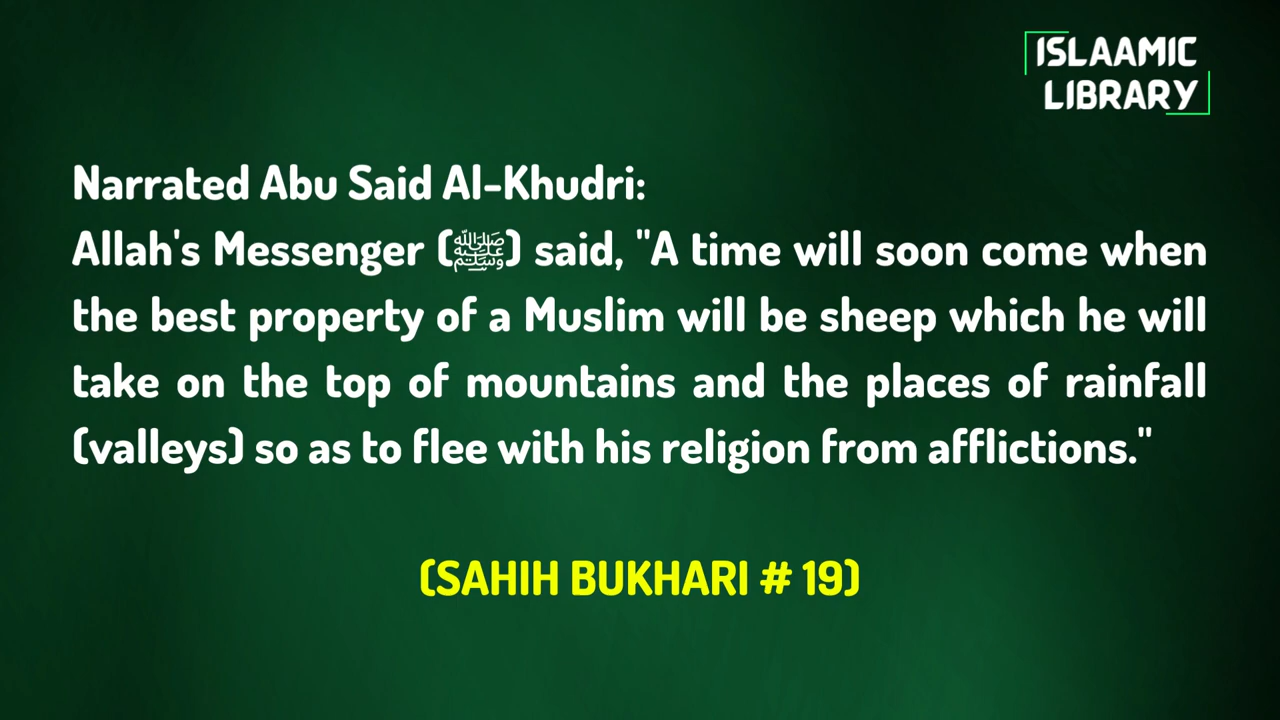 ISLAAMIC
LIBRARY
Narrated Abu Said Al-Khudri:
Allah's Messenger (ﷺ) said, "A time will soon come when
the best property of a Muslim will be sheep which he will
take on the top of mountains and the places of rainfall
(valleys) so as to flee with his religion from afflictions."
(SAHIH BUKHARI # 19)